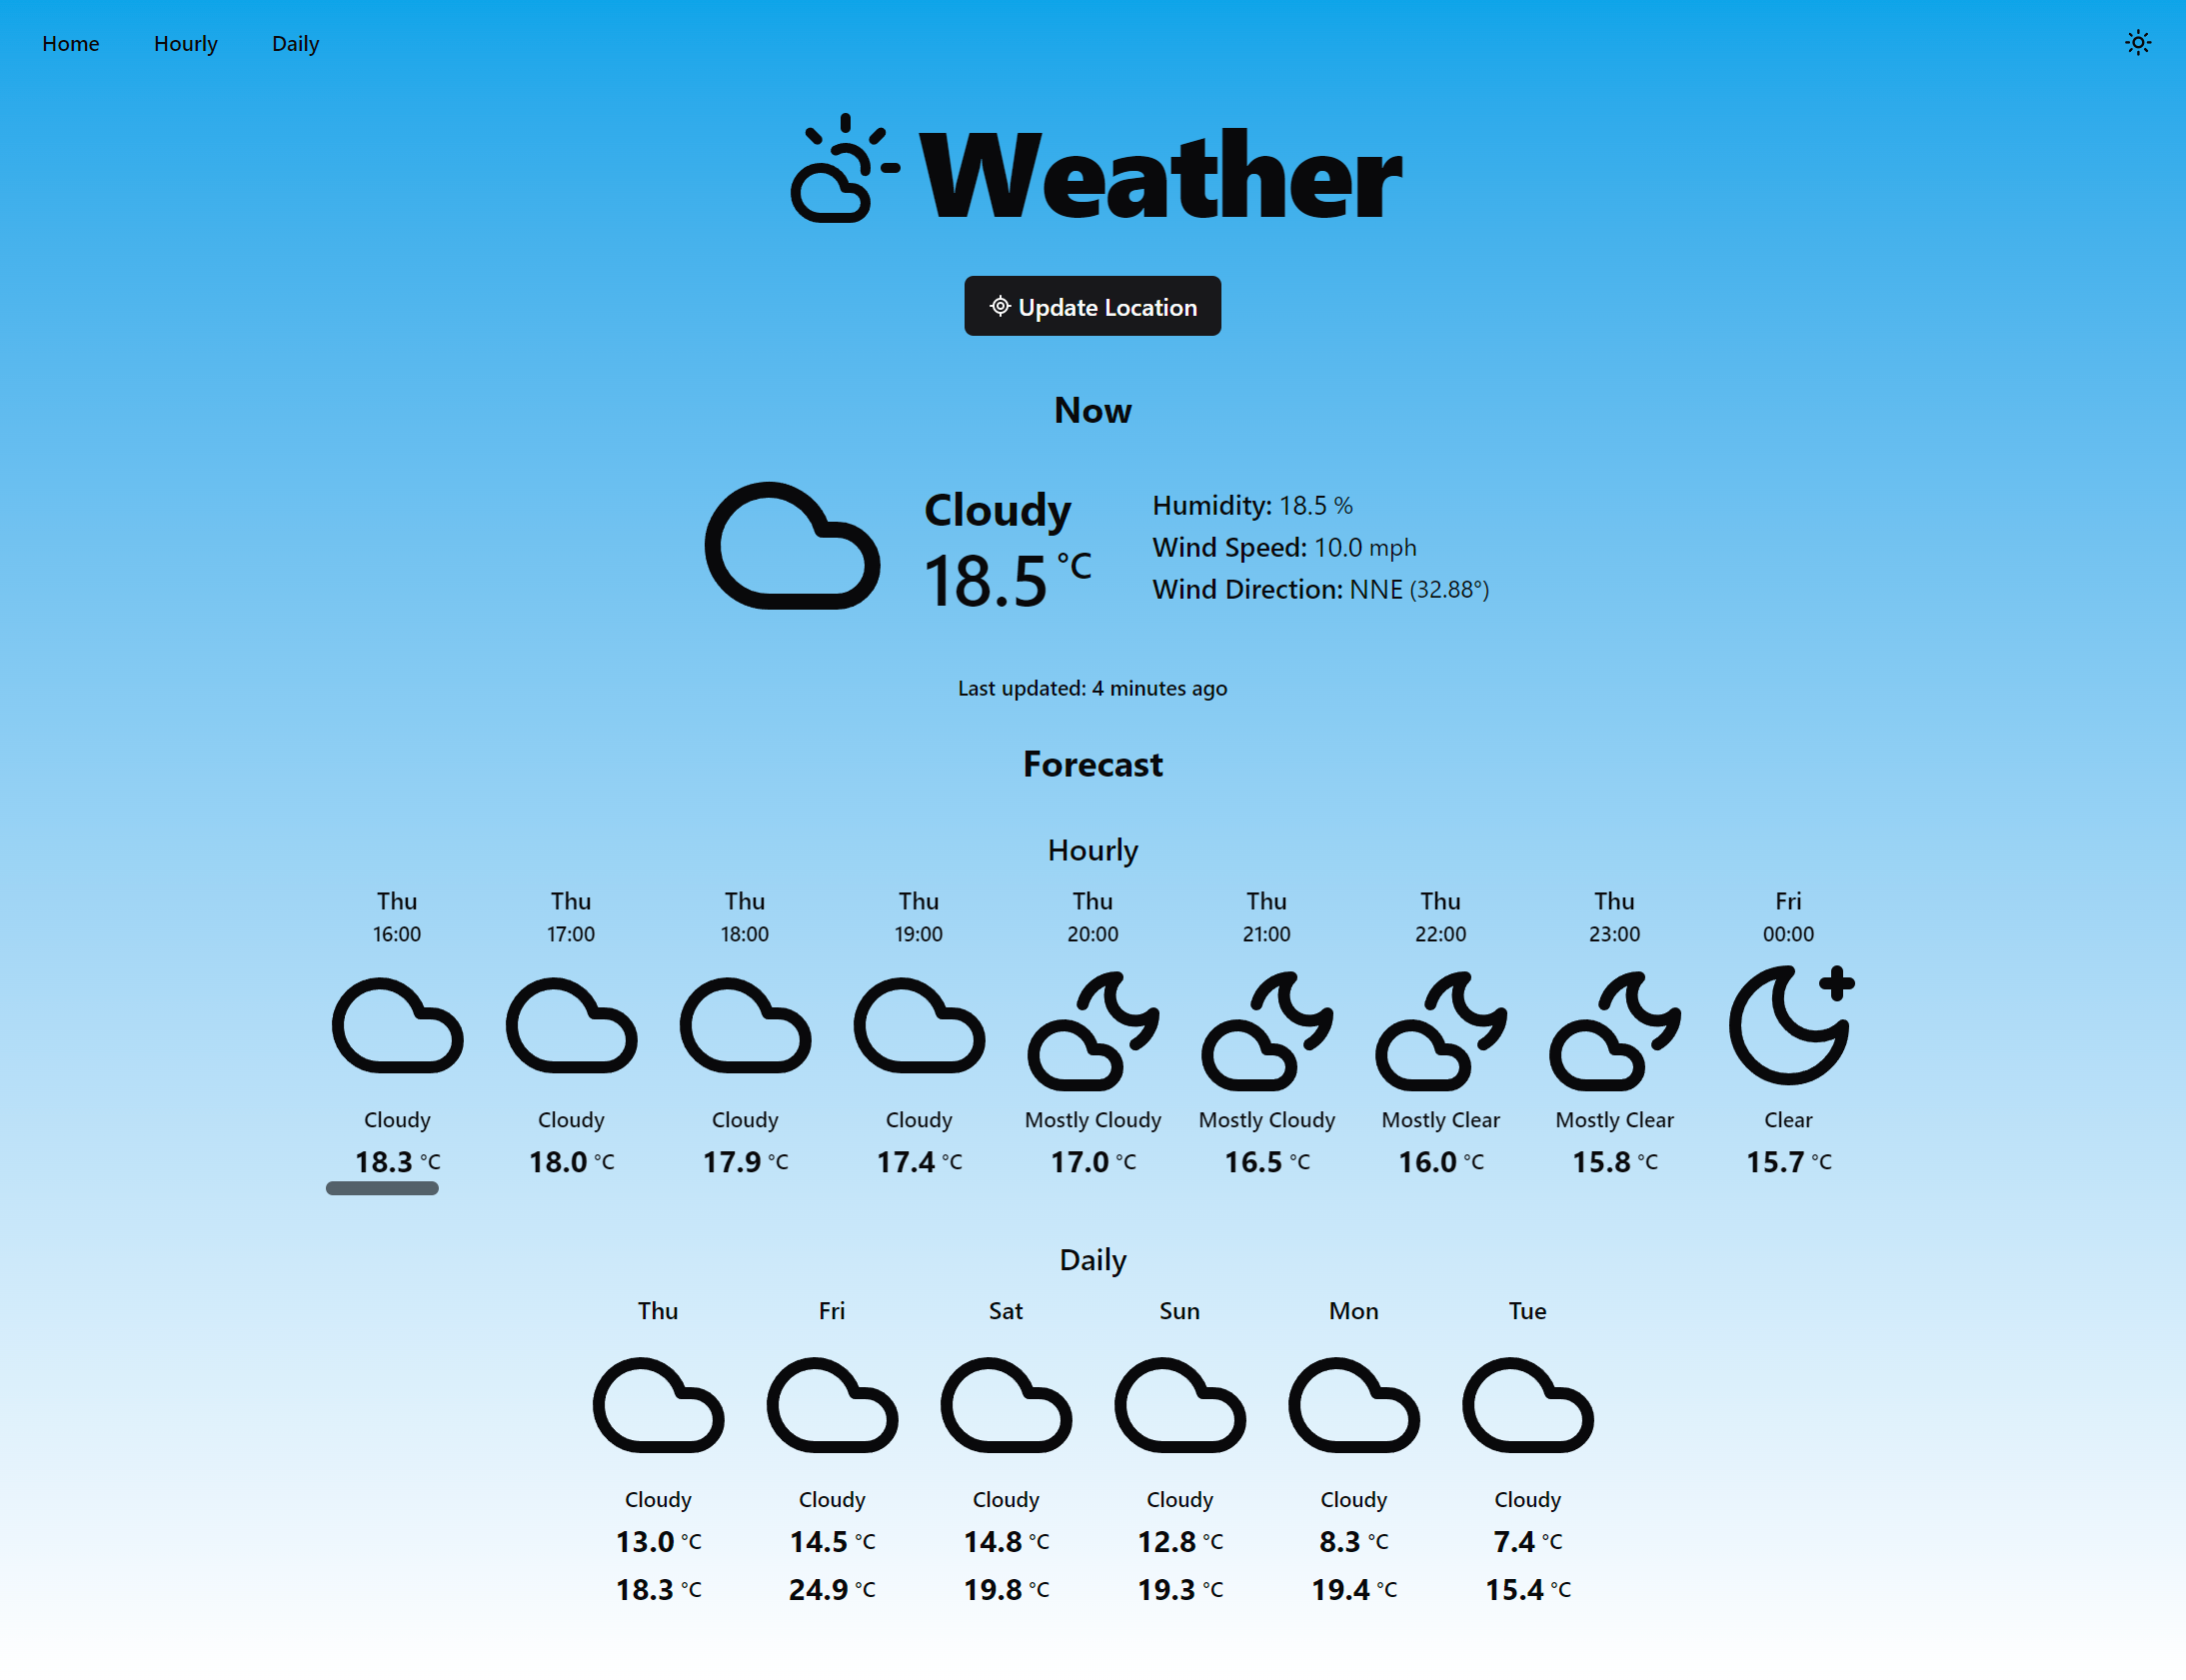 Home Hourly Daily
Weather
Update Location
Now
Cloudy
18.5 °C
Humidity: 18.5 %
Wind Speed: 10.0 mph
Wind Direction: NNE (32.88°)
Last updated: 4 minutes ago
Forecast
Hourly
Thu Thu Thu Thu Thu Thu Thu Thu Fri
16:00 17:00 18:00 19:00 20:00 21:00 22:00 23:00 00:00
Cloudy Cloudy Cloudy Cloudy Mostly Cloudy Mostly Cloudy Mostly Clear Mostly Clear Clear
18.3 °C 18.0 °C 17.9 °C 17.4 °C 17.0 °C 16.5 °C 16.0 °C 15.8 °C 15.7 °C
Daily
Thu Fri Sat Sun Mon Tue
Cloudy Cloudy Cloudy Cloudy Cloudy Cloudy
13.0 °C 14.5 °C 14.8 °C 12.8 °C 8.3 °C 7.4 °C
18.3 °C 24.9 °C 19.8 °C 19.3 °C 19.4 °C 15.4 °C